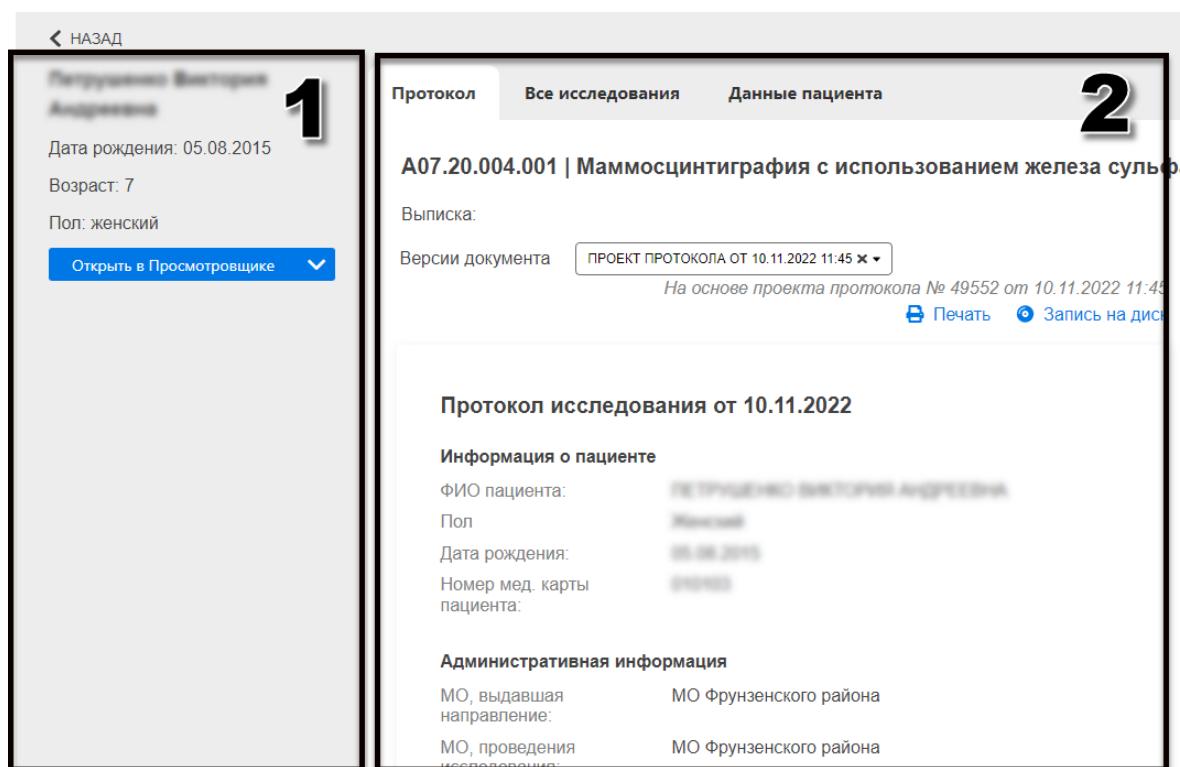 НАЗАД
1
Дата рождения: 05.08.2015
Возраст: 7
Пол: женский
Открыть в Просмотровщике
2
Протокол Все исследования Данные пациента
A07.20.004.001 | Маммосцинтиграфия с использованием железа сульф
Выписка:
Версии документа ПРОЕКТ ПРОТОКОЛА ОТ 10.11.2022 11:45
На основе проекта протокола № 49552 от 10.11.2022 11:45
Печать Запись на диск
Протокол исследования от 10.11.2022
Информация о пациенте
ФИО пациента:
Пол
Дата рождения:
Номер мед. карты
пациента:
Административная информация
МО, выдавшая МО Фрунзенского района
направление:
МО, проведения МО Фрунзенского района
исследования: